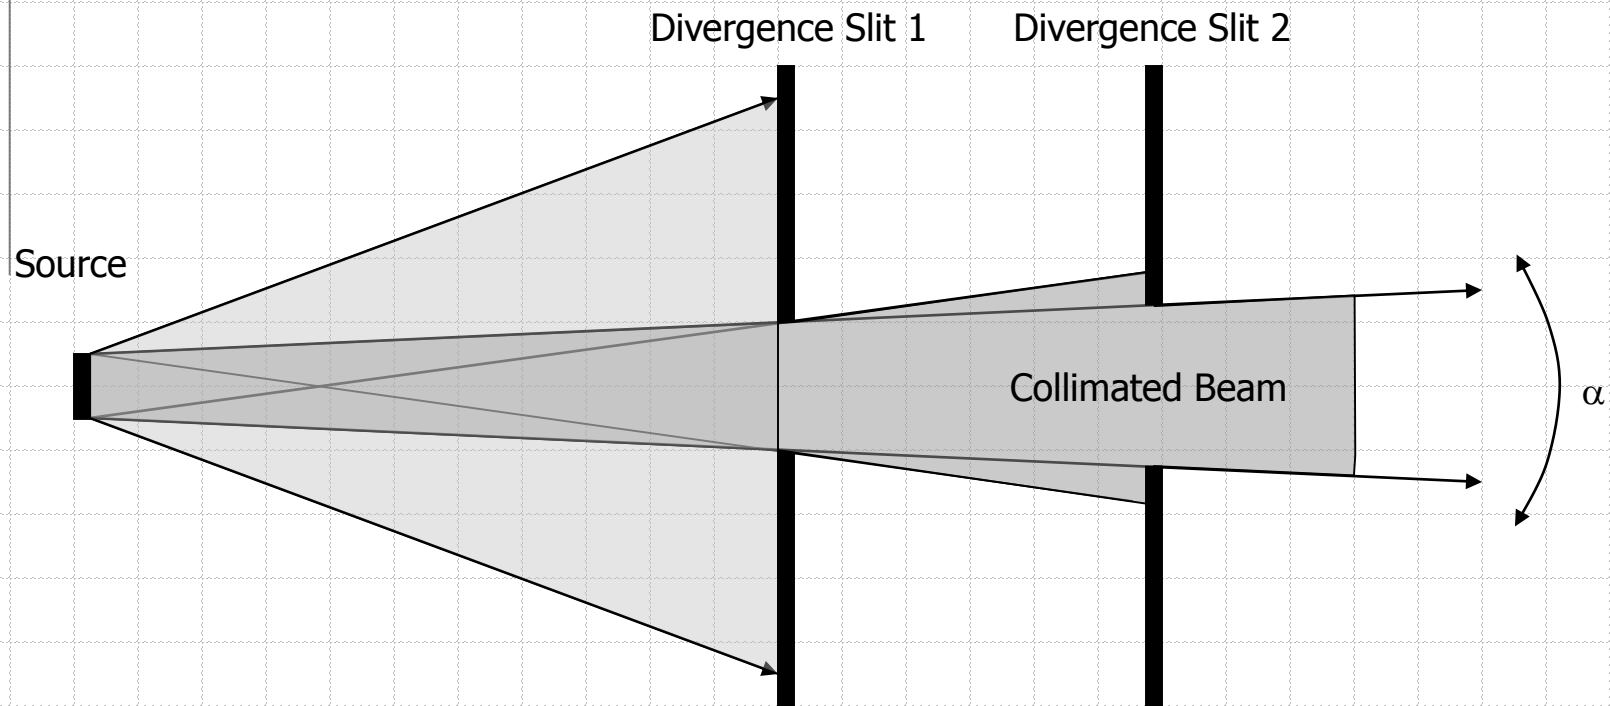 Divergence Slit 1
Divergence Slit 2
Source
Collimated Beam
α